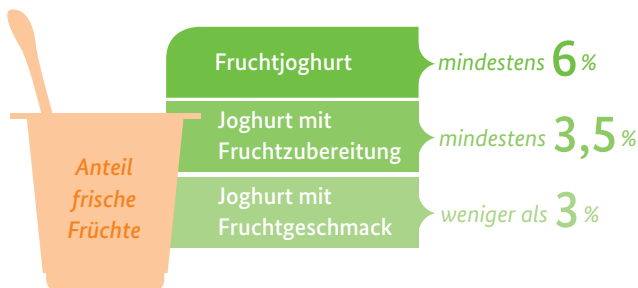 Anteil
frische
Früchte
Fruchtjoghurt
mindestens 6 %
Joghurt mit
Fruchtzubereitung
mindestens 3,5 %
Joghurt mit
Fruchtgeschmack
weniger als 3 %